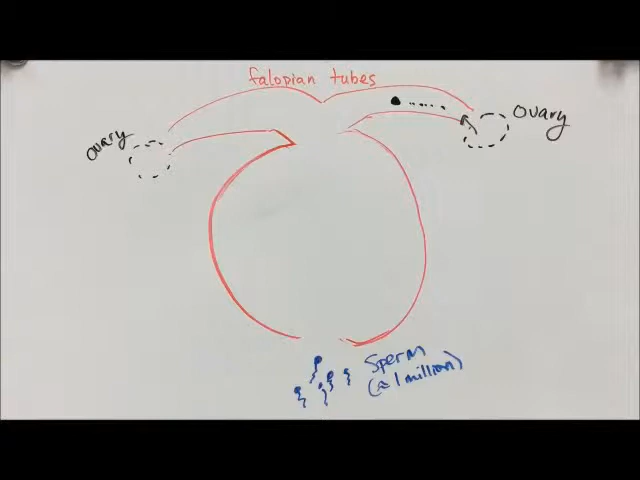 falopian tubes
ovary
ovary
Sperm
(≈ 1 million)